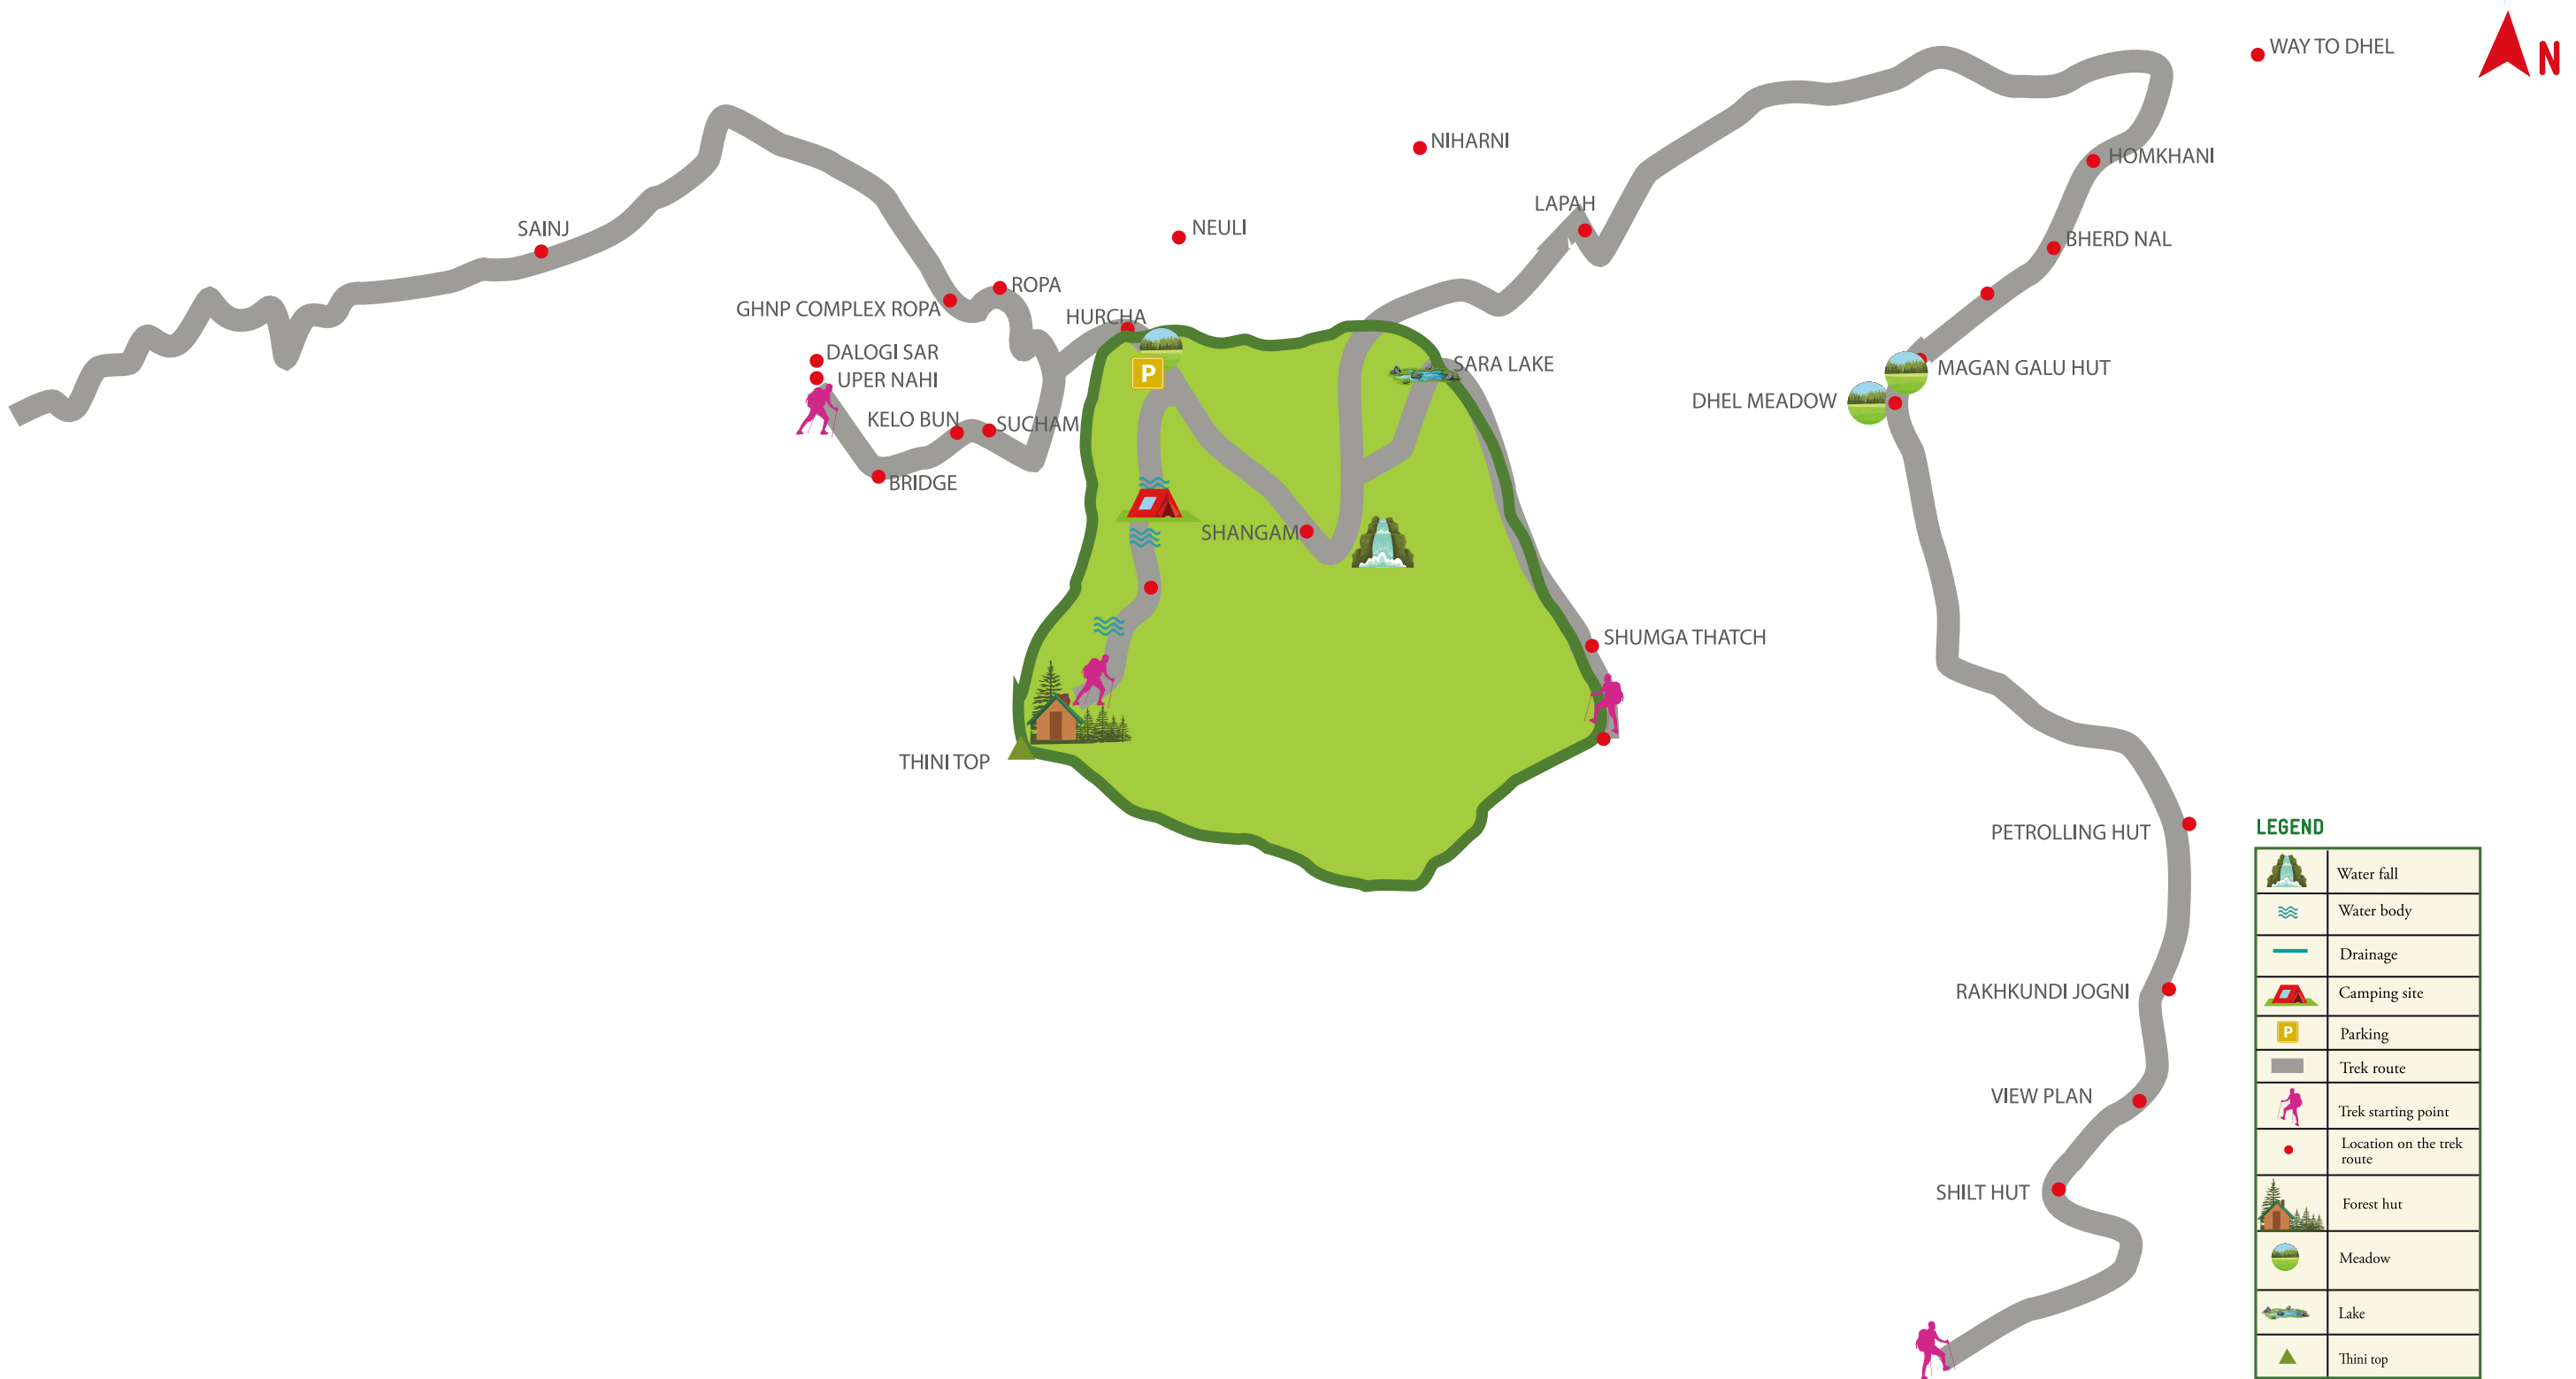 WAY TO DHEL
N
NIHARNI
HOMKHANI
LAPAH
SAINJ
NEULI
BHERD NAL
ROPA
GHNP COMPLEX ROPA
HURCHA
DALOGI SAR
UPER NAHI
P
SARA LAKE
MAGAN GALU HUT
DHEL MEADOW
KELO BUN
SUCHAM
BRIDGE
SHANGAM
SHUMGA THATCH
THINI TOP
PETROLLING HUT
RAKHKUNDI JOGNI
VIEW PLAN
SHILT HUT
LEGEND
Water fall
Water body
Drainage
Camping site
P
Parking
Trek route
Trek starting point
Location on the trek
route
Forest hut
Meadow
Lake
Thini top